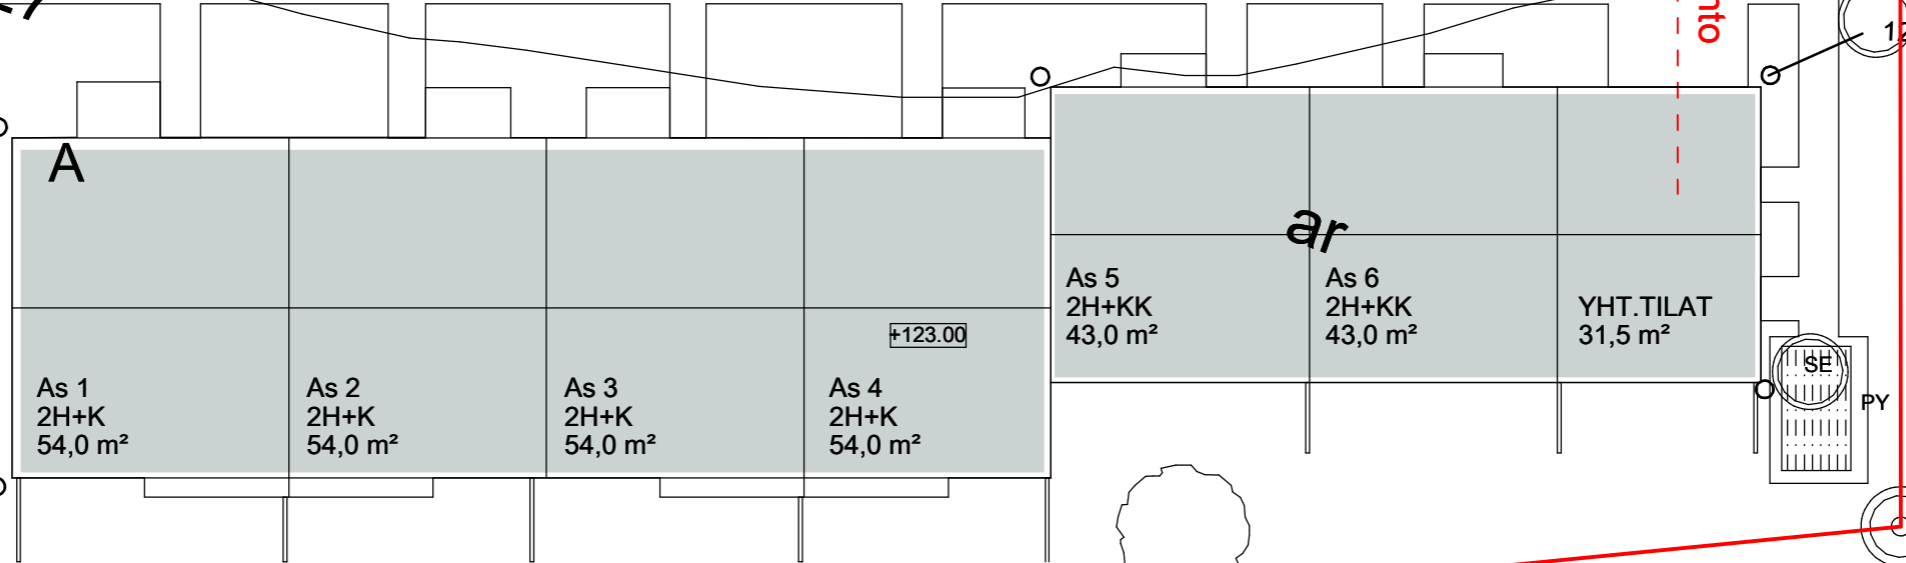 A
As 1
2H+K
54,0 m²
As 2
2H+K
54,0 m²
As 3
2H+K
54,0 m²
+123.00
As 4
2H+K
54,0 m²
ar
As 5
2H+KK
43,0 m²
As 6
2H+KK
43,0 m²
YHT.TILAT
31,5 m²
SE
PY